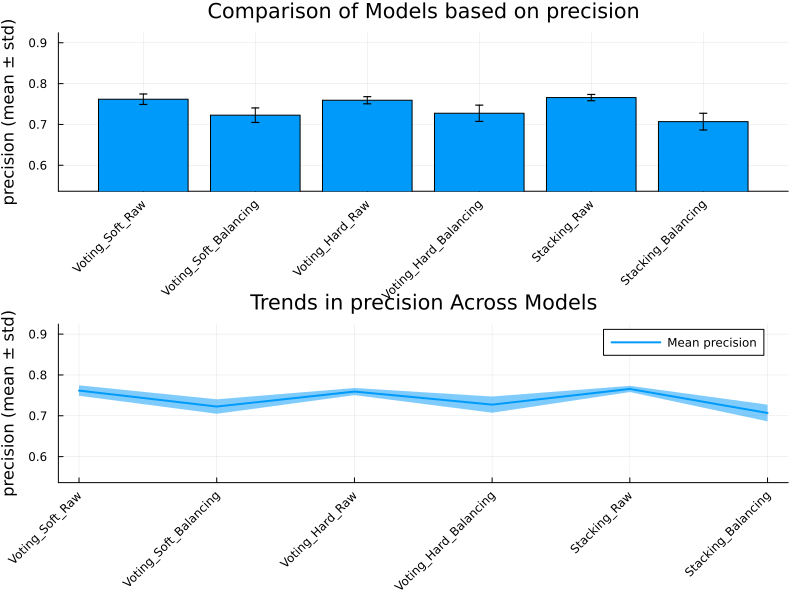 Comparison of Models based on precision
precision (mean ± std)
0.9
0.8
0.7
0.6
Voting_Soft_Raw
Voting_Soft_Balancing
Voting_Hard_Raw
Voting_Hard_Balancing
Stacking_Raw
Stacking_Balancing
Trends in precision Across Models
precision (mean ± std)
0.9
0.8
0.7
0.6
Mean precision
Voting_Soft_Raw
Voting_Soft_Balancing
Voting_Hard_Raw
Voting_Hard_Balancing
Stacking_Raw
Stacking_Balancing